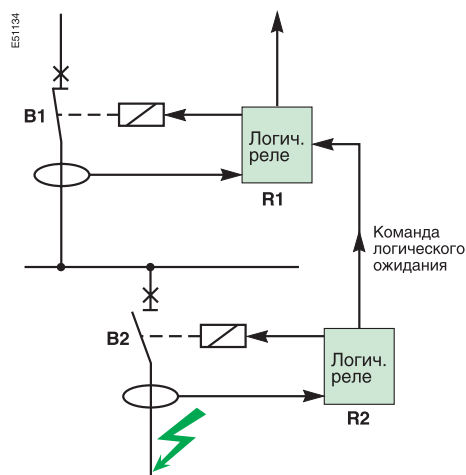 E51134
B1
Логич.
реле
R1
Команда
логического
ожидания
B2
Логич.
реле
R2